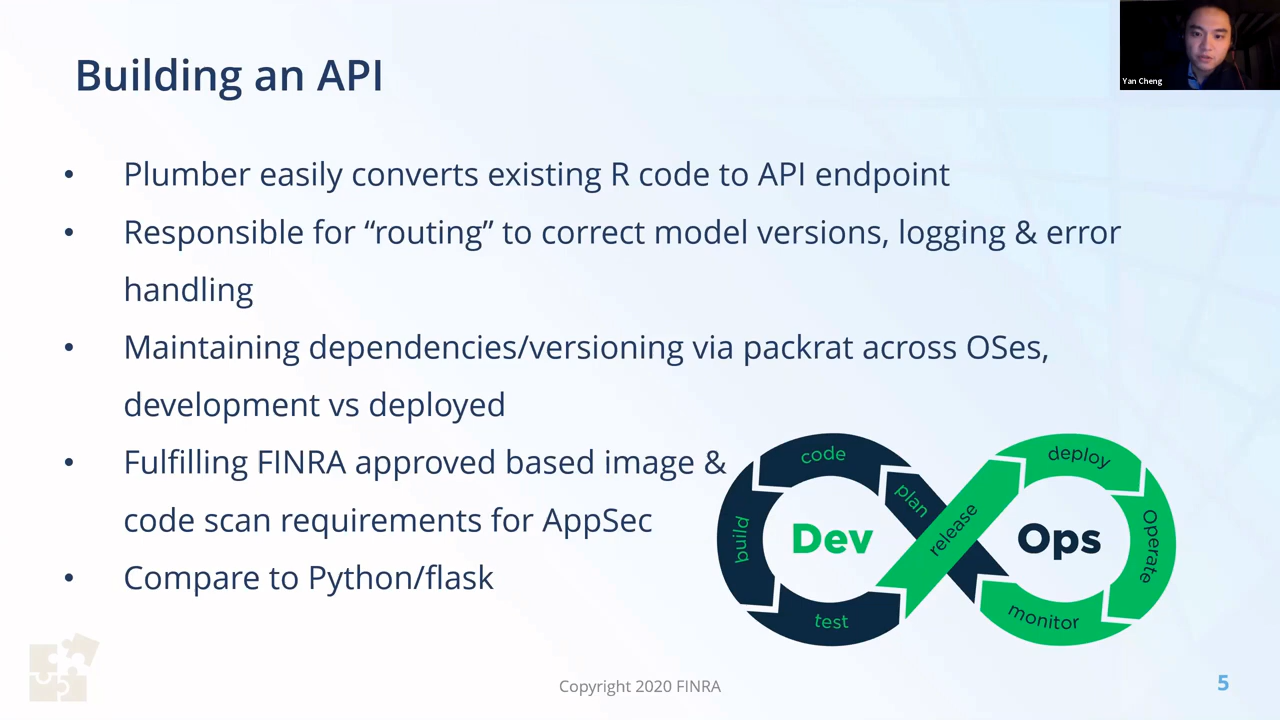 Building an API
Yan Cheng
• Plumber easily converts existing R code to API endpoint
• Responsible for “routing” to correct model versions, logging & error
handling
• Maintaining dependencies/versioning via packrat across OSes,
development vs deployed
• Fulfilling FINRA approved based image &
code scan requirements for AppSec
• Compare to Python/flask
code
plan
build
Dev
test
release
deploy
Ops
Operate
monitor
Copyright 2020 FINRA
5